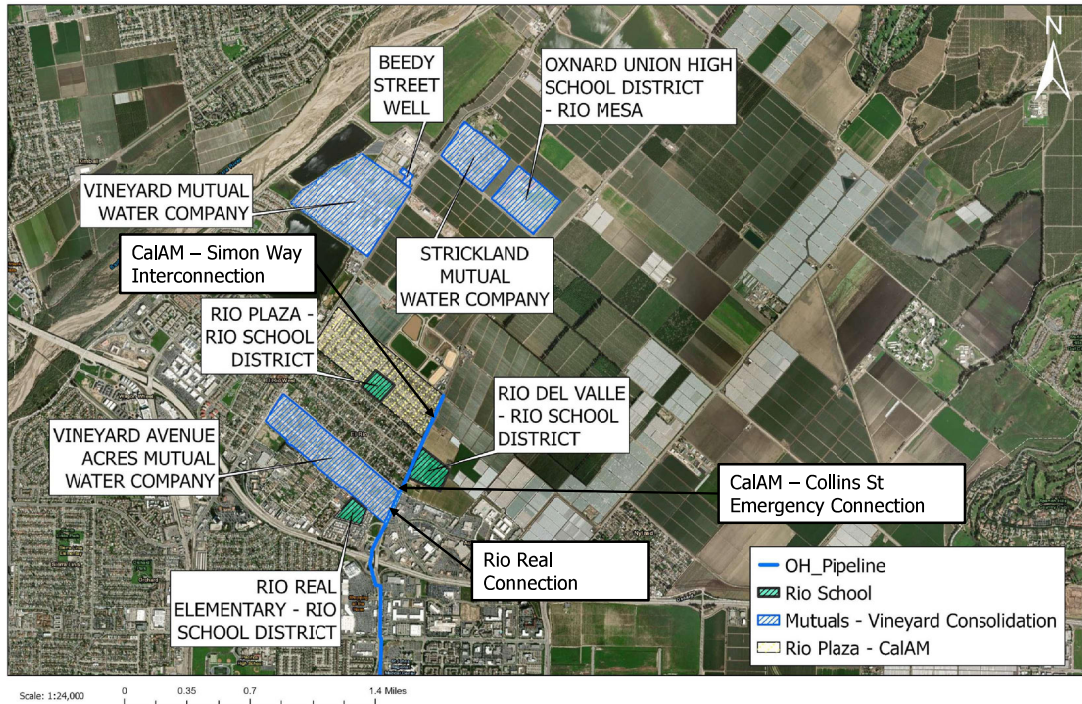 N
BEEDY
STREET
WELL
OXNARD UNION HIGH
SCHOOL DISTRICT
- RIO MESA
VINEYARD MUTUAL
WATER COMPANY
CalAM – Simon Way
Interconnection
STRICKLAND
MUTUAL
WATER COMPANY
RIO PLAZA -
RIO SCHOOL
DISTRICT
RIO DEL VALLE
- RIO SCHOOL
DISTRICT
VINEYARD AVENUE
ACRES MUTUAL
WATER COMPANY
CalAM – Collins St
Emergency Connection
Rio Real
Connection
RIO REAL
ELEMENTARY - RIO
SCHOOL DISTRICT
OH_Pipeline
Rio School
Mutuals - Vineyard Consolidation
Rio Plaza - CalAM
Scale: 1:24,000
0 0.35 0.7 1.4 Miles